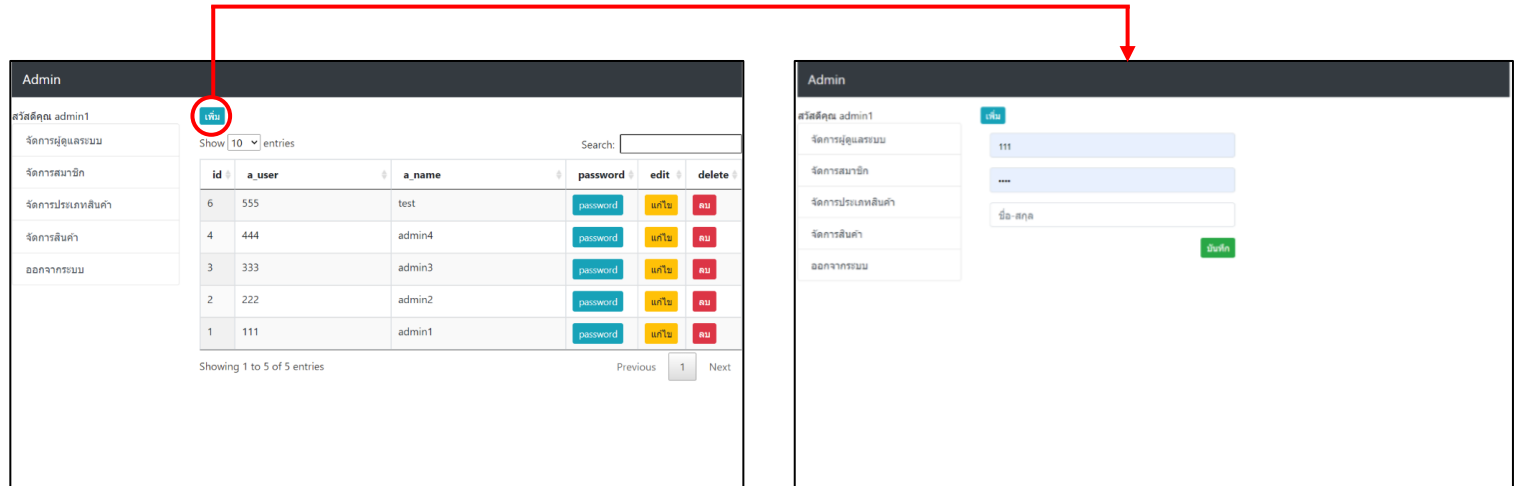 Admin
สวัสดีคุณ admin1
จัดการผู้ดูแลระบบ
จัดการสมาชิก
จัดการประเภทสินค้า
จัดการสินค้า
ออกจากระบบ
เพิ่ม
Show 10 entries Search:
id a_user a_name password edit delete
6 555 test password แก้ไข ลบ
4 444 admin4 password แก้ไข ลบ
3 333 admin3 password แก้ไข ลบ
2 222 admin2 password แก้ไข ลบ
1 111 admin1 password แก้ไข ลบ
Showing 1 to 5 of 5 entries Previous 1 Next
Admin
สวัสดีคุณ admin1
จัดการผู้ดูแลระบบ
จัดการสมาชิก
จัดการประเภทสินค้า
จัดการสินค้า
ออกจากระบบ
เพิ่ม
111
••••
ชื่อ-สกุล
บันทึก